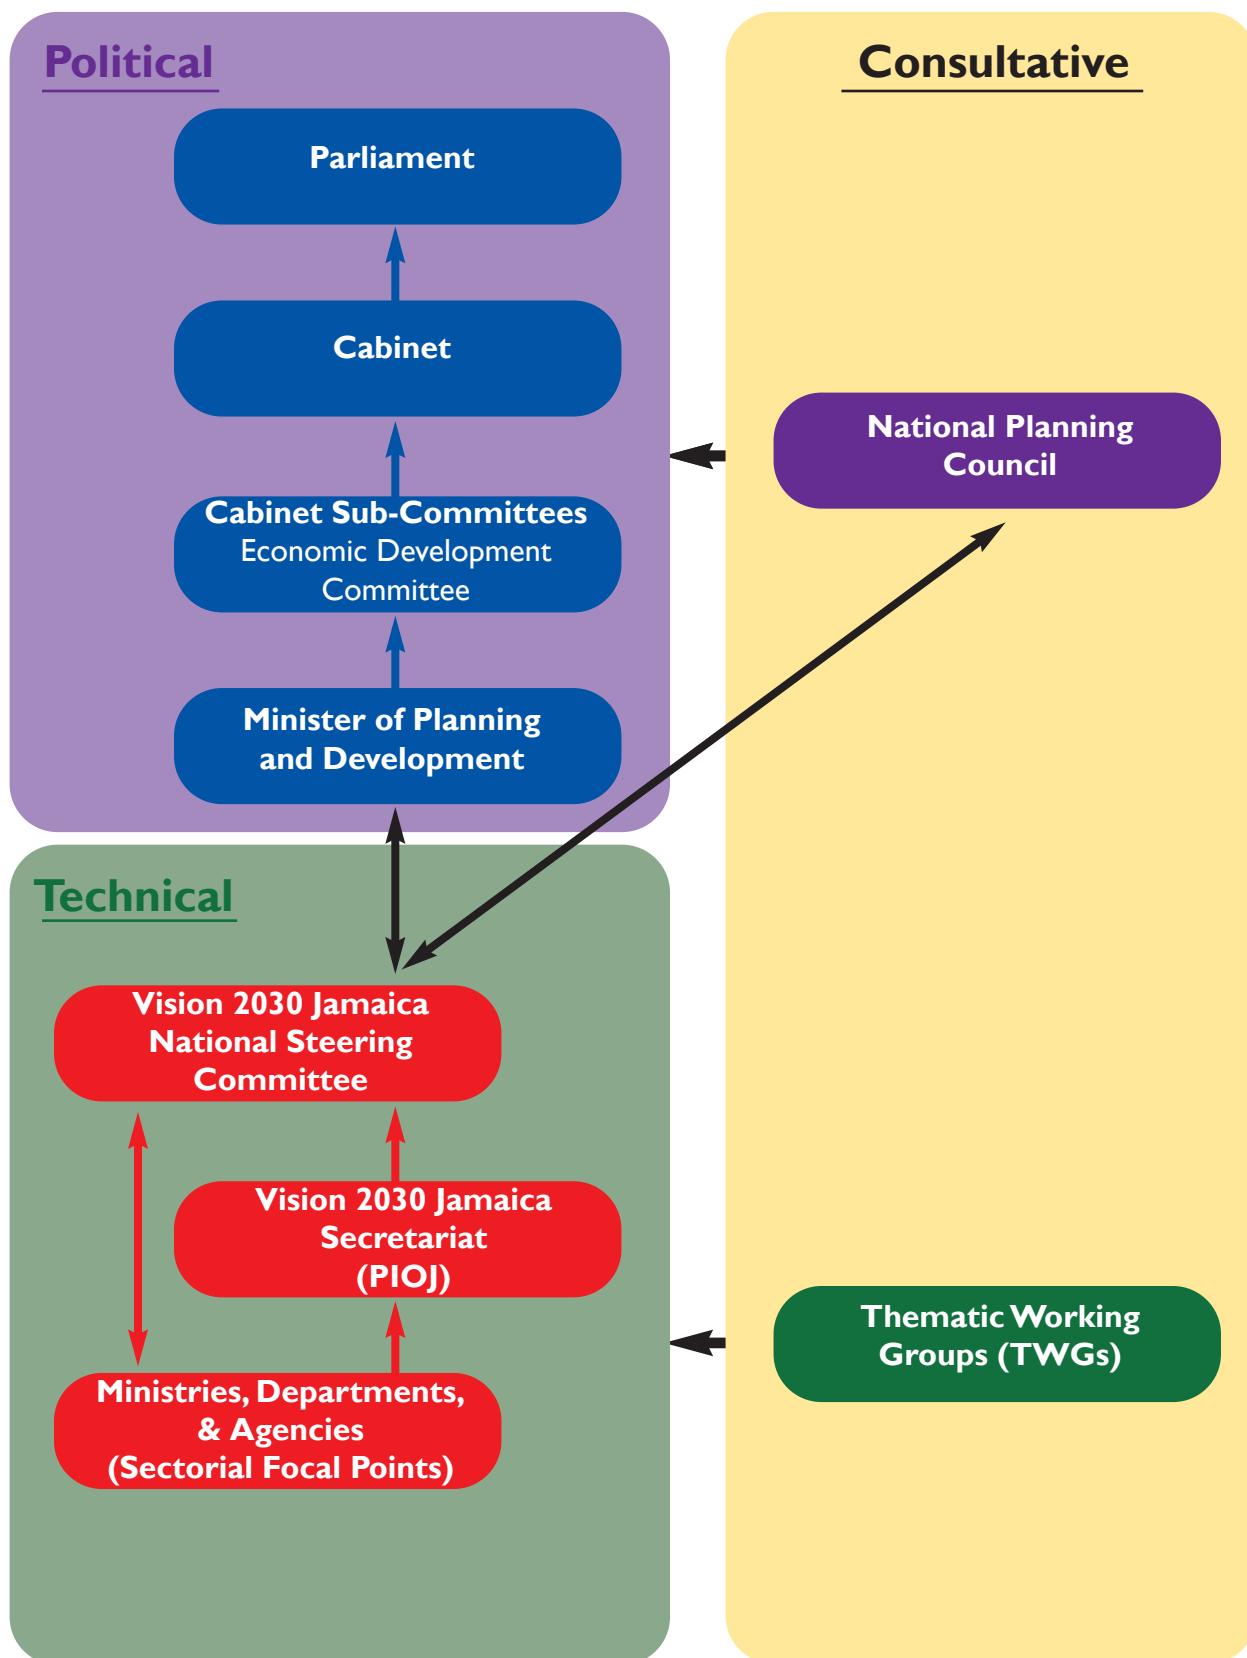 Political
Parliament
Cabinet
Cabinet Sub-Committees
Economic Development
Committee
Minister of Planning
and Development
Technical
Vision 2030 Jamaica
National Steering
Committee
Vision 2030 Jamaica
Secretariat
(PIOJ)
Ministries, Departments,
& Agencies
(Sectorial Focal Points)
Consultative
National Planning
Council
Thematic Working
Groups (TWGs)